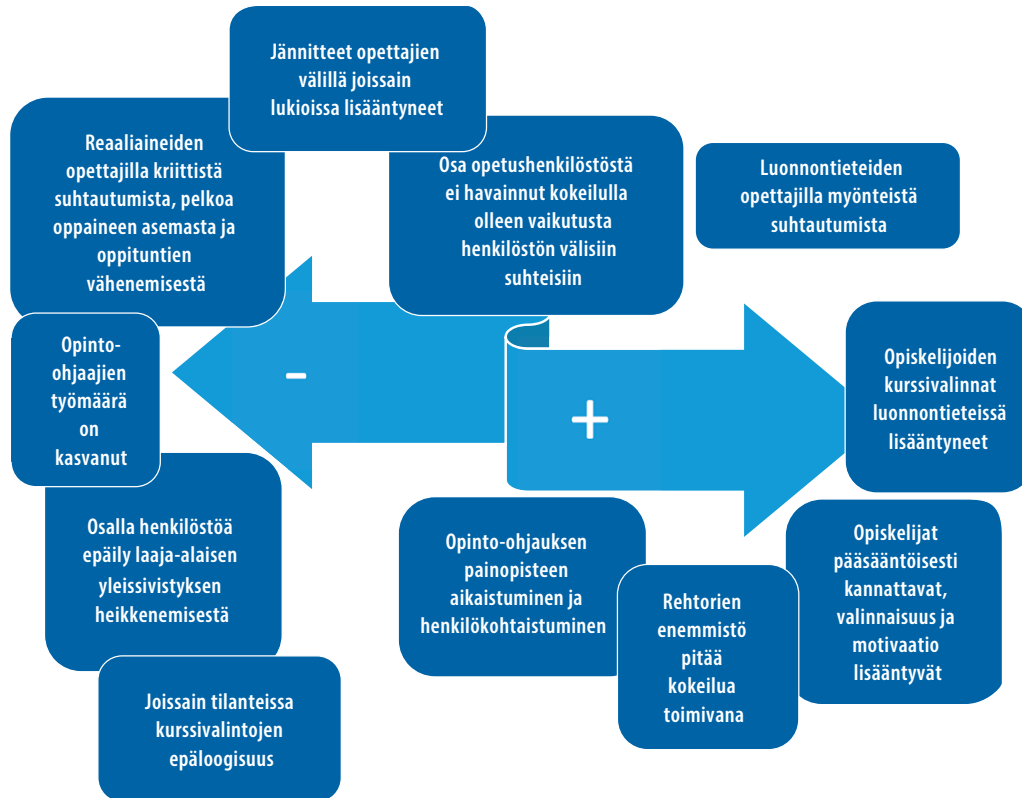 Jännitteet opettajien
välillä joissain
lukioissa lisääntyneet
Reaaliaineiden
opettajilla kriittistä
suhtautumista, pelkoa
oppaineen asemasta ja
oppituntien
vähenemisestä
Osa opetushenkilöstöstä
ei havainnut kokeilulla
olleen vaikutusta
henkilöstön välisiin
suhteisiin
Luonnontieteiden
opettajilla myönteistä
suhtautumista
Opinto-
ohjaajien
työmäärä
on
kasvanut
-
+
Opiskelijoiden
kurssivalinnat
luonnontieteissä
lisääntyneet
Osalla henkilöstöä
epäily laaja-alaisen
yleissivistyksen
heikkenemisestä
Opinto-ohjauksen
painopisteen
aikaistuminen ja
henkilökohtaistuminen
Rehtorien
enemmistö
pitää
kokeilua
toimivana
Opiskelijat
pääsääntöisesti
kannattavat,
valinnaisuus ja
motivaatio
lisääntyvät
Joissain tilanteissa
kurssivalintojen
epäloogisuus